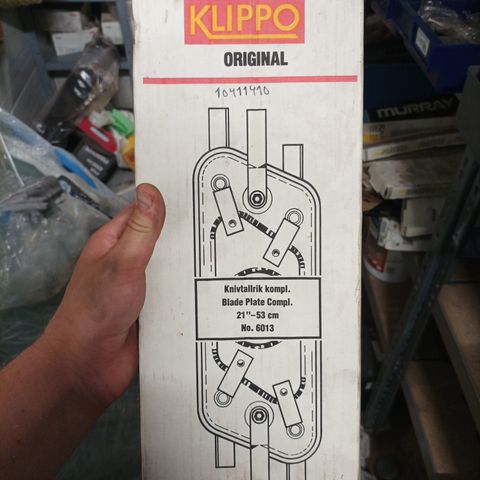 KLIPPO
ORIGINAL
10411410
MURRAY
Knivtallrik kompl.
Blade Plate Compl.
21"–53 cm
No. 6013